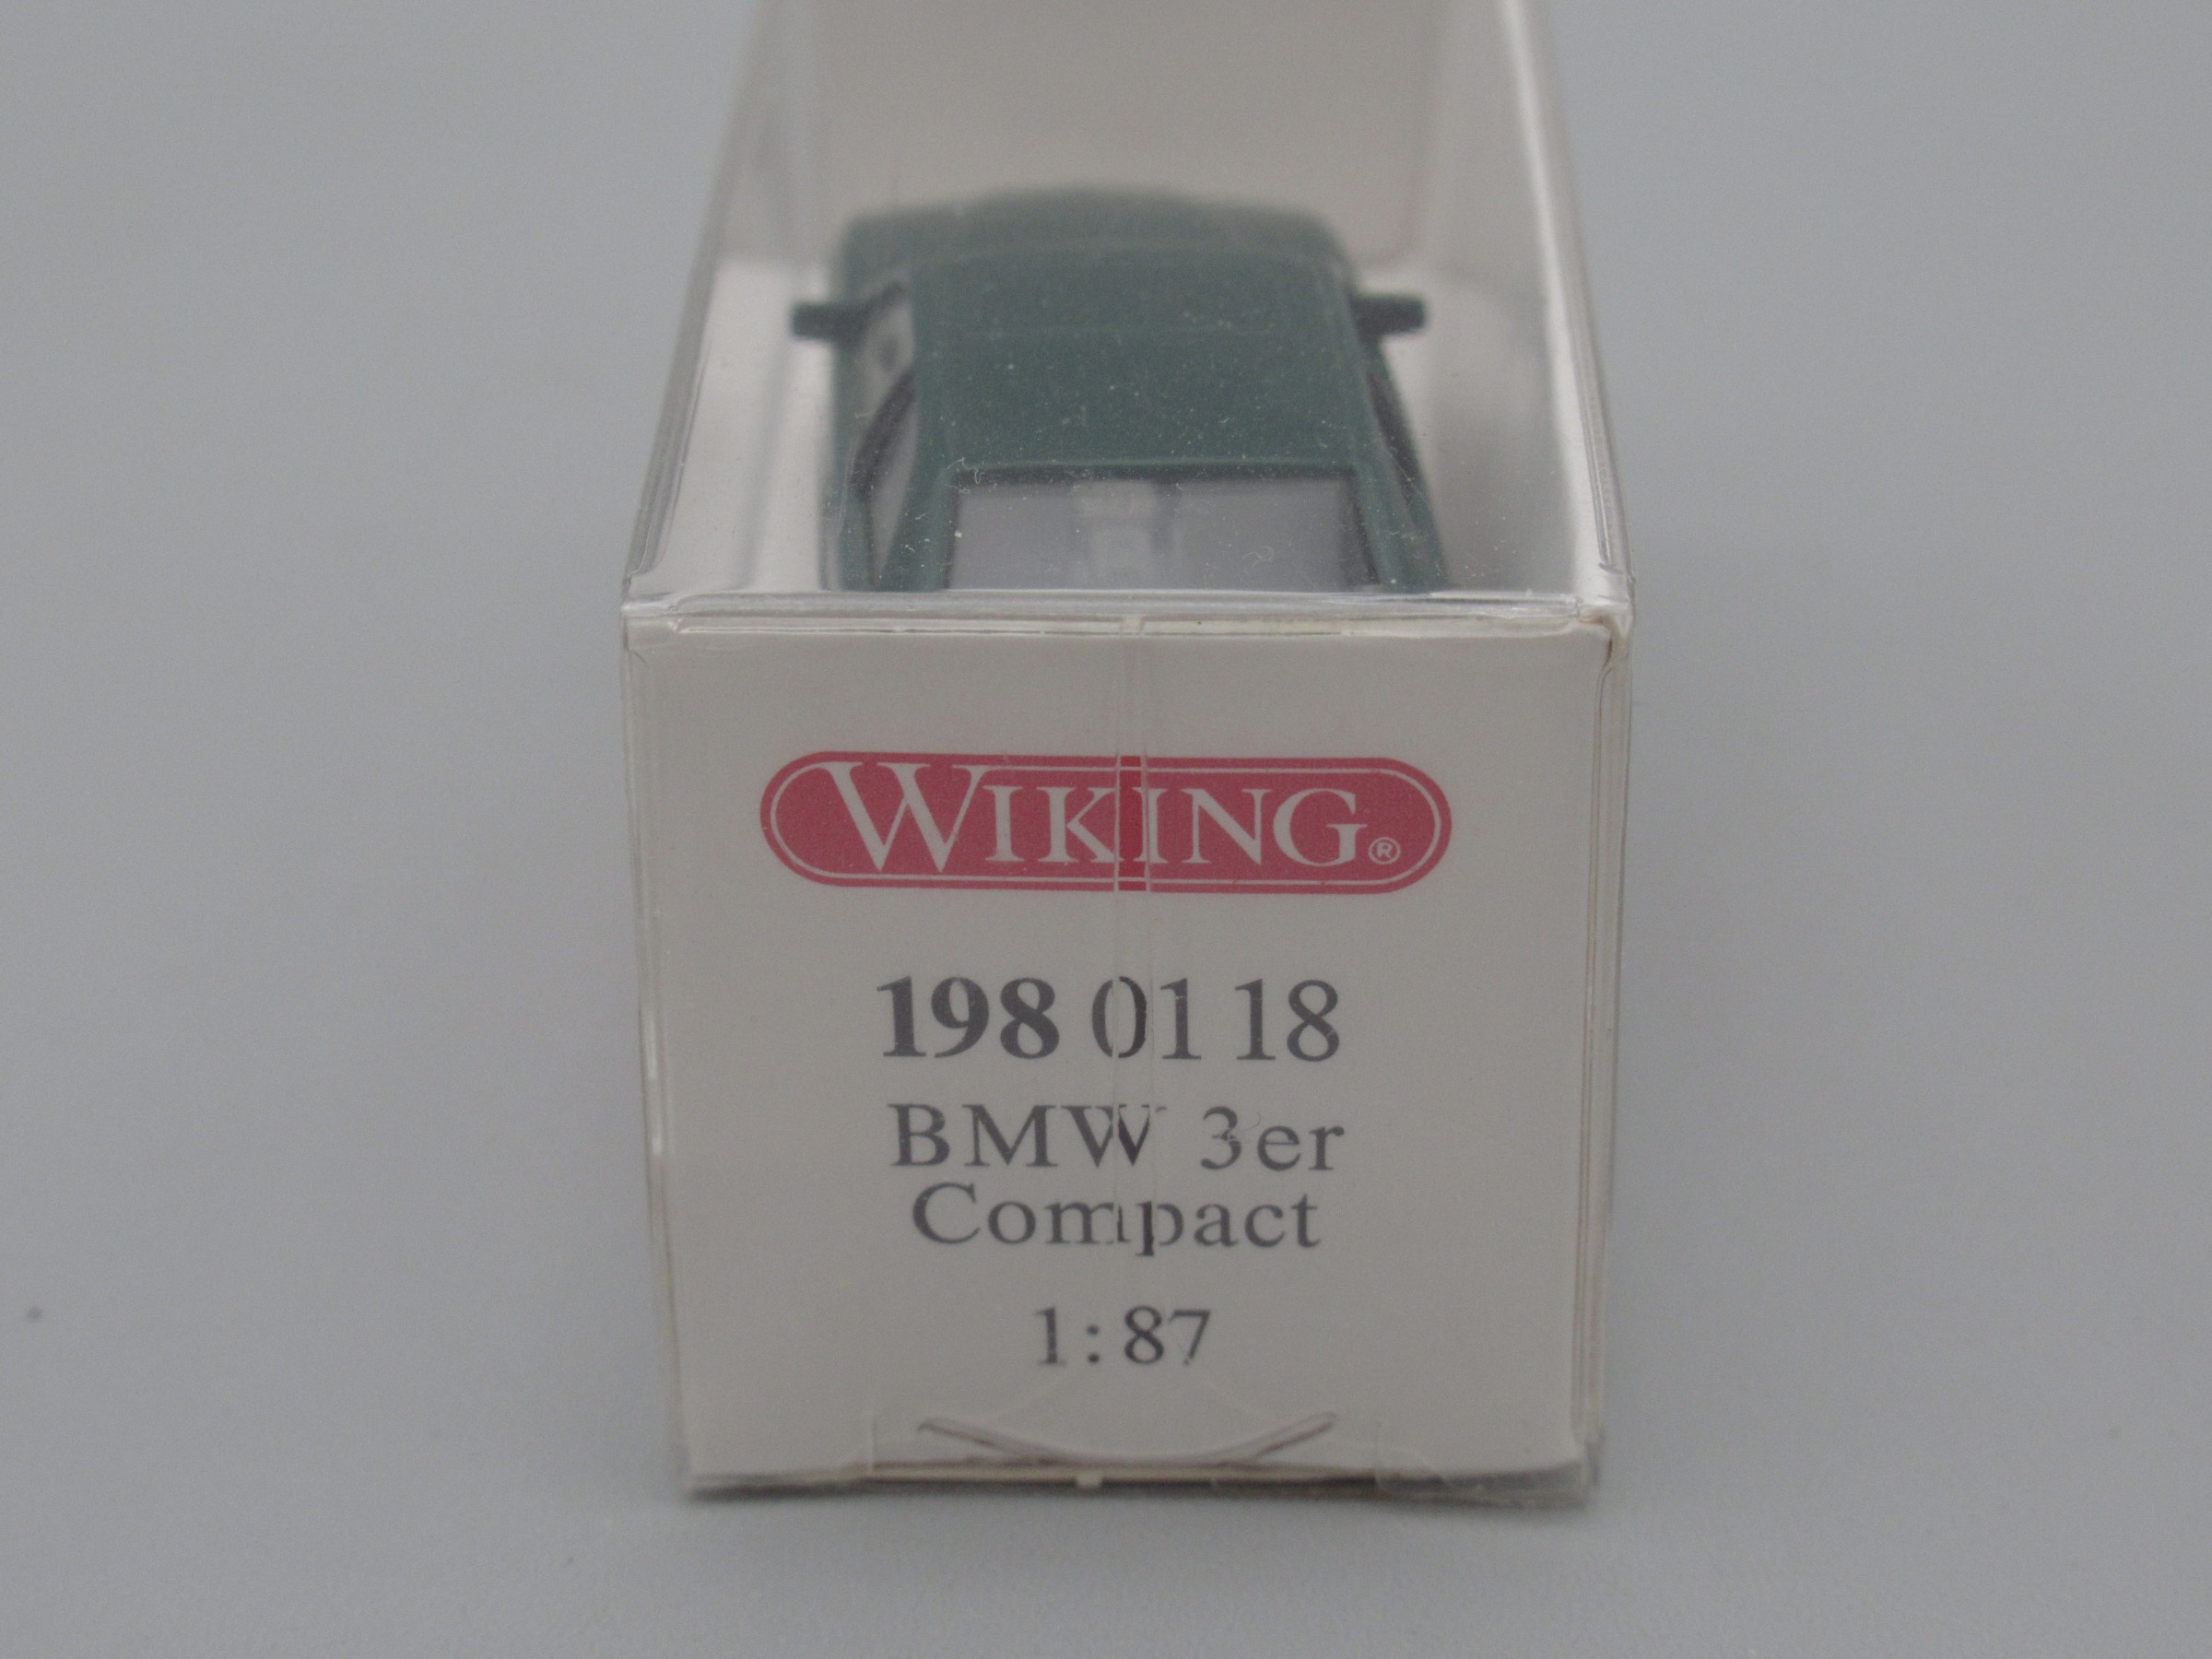 WIKING®
198 01 18
BMW 3er
Compact
1:87